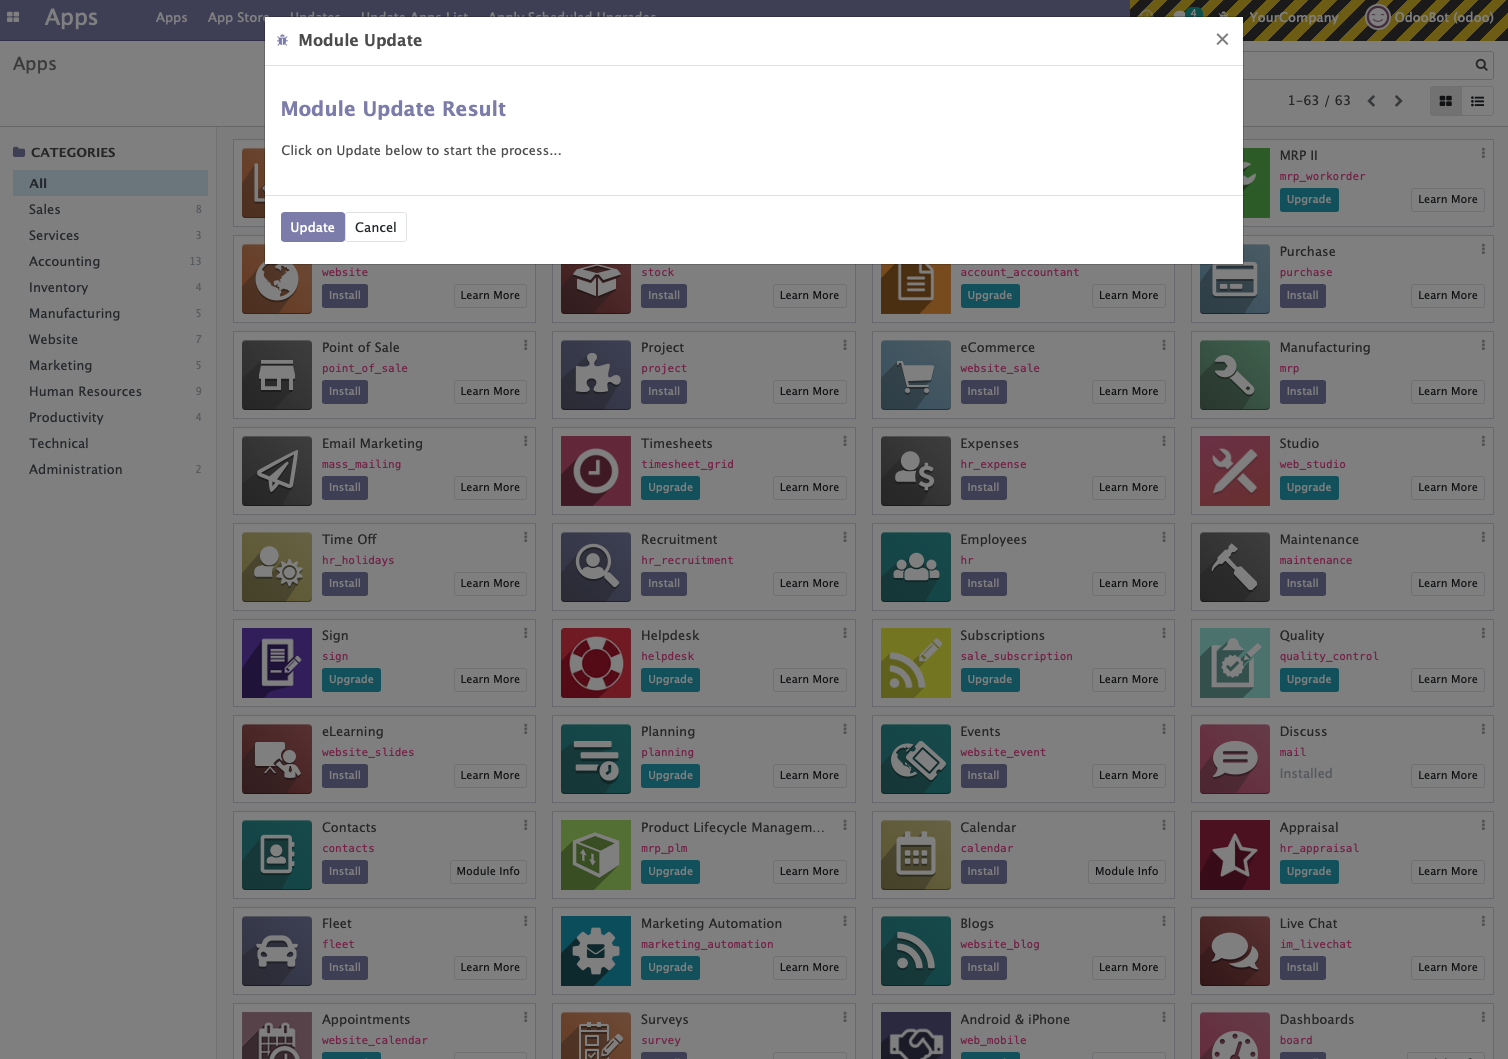 Apps
Apps
App Store
Updates
Update Apps List
Apply Scheduled Upgrades
4
YourCompany
OdooBot (odoo)
Module Update
Module Update Result
Click on Update below to start the process...
Update
Cancel
Apps
1-63 / 63
CATEGORIES
All
Sales 8
Services 3
Accounting 13
Inventory 4
Manufacturing 5
Website 7
Marketing 5
Human Resources 9
Productivity 4
Technical
Administration 2
MRP II
mrp_workorder
Upgrade
Learn More
website
Install
Learn More
stock
Install
Learn More
account_accountant
Upgrade
Learn More
Purchase
purchase
Install
Learn More
Point of Sale
point_of_sale
Install
Learn More
Project
project
Install
Learn More
eCommerce
website_sale
Install
Learn More
Manufacturing
mrp
Install
Learn More
Email Marketing
mass_mailing
Install
Learn More
Timesheets
timesheet_grid
Upgrade
Learn More
Expenses
hr_expense
Install
Learn More
Studio
web_studio
Upgrade
Learn More
Time Off
hr_holidays
Install
Learn More
Recruitment
hr_recruitment
Install
Learn More
Employees
hr
Install
Learn More
Maintenance
maintenance
Install
Learn More
Sign
sign
Upgrade
Learn More
Helpdesk
helpdesk
Upgrade
Learn More
Subscriptions
sale_subscription
Upgrade
Learn More
Quality
quality_control
Upgrade
Learn More
eLearning
website_slides
Install
Learn More
Planning
planning
Upgrade
Learn More
Events
website_event
Install
Learn More
Discuss
mail
Installed
Learn More
Contacts
contacts
Install
Module Info
Product Lifecycle Managem...
mrp_plm
Upgrade
Learn More
Calendar
calendar
Install
Module Info
Appraisal
hr_appraisal
Upgrade
Learn More
Fleet
fleet
Install
Learn More
Marketing Automation
marketing_automation
Upgrade
Learn More
Blogs
website_blog
Install
Learn More
Live Chat
im_livechat
Install
Learn More
Appointments
website_calendar
Surveys
survey
Android & iPhone
web_mobile
Dashboards
board